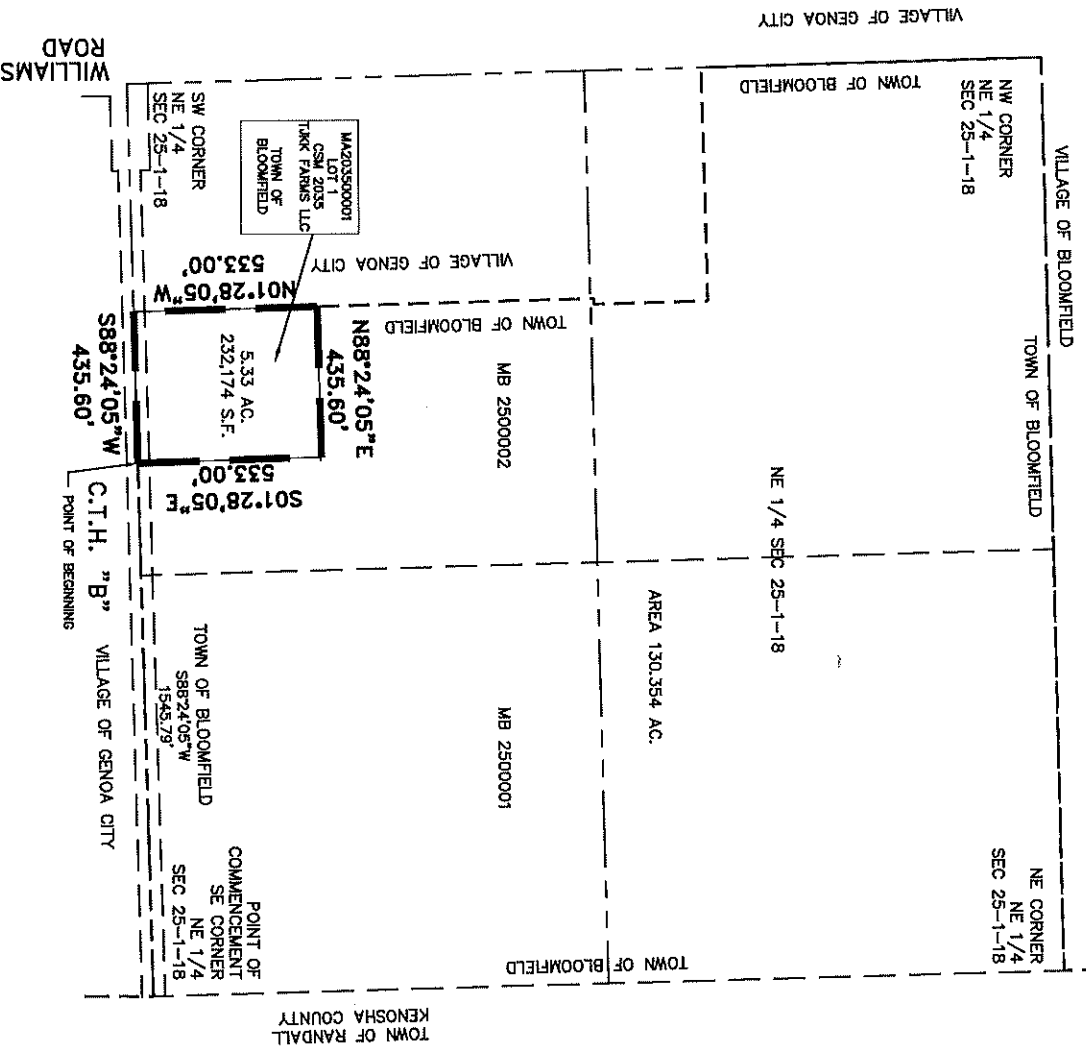 VILLAGE OF GENOA CITY
VILLAGE OF BLOOMFIELD
TOWN OF BLOOMFIELD
NW CORNER
NE 1/4
SEC 25-1-18
TOWN OF BLOOMFIELD
NE CORNER
NE 1/4
SEC 25-1-18
WILLIAMS
ROAD
SW CORNER
NE 1/4
SEC 25-1-18
MA203500001
LOT 1
CSM 2035
TJKK FARMS LLC
TOWN OF
BLOOMFIELD
VILLAGE OF GENOA CITY
N01°28'05"W
533.00'
TOWN OF BLOOMFIELD
N88°24'05"E
435.60'
5.33 AC.
232,174 S.F.
S88°24'05"W
435.60'
S01°28'05"E
533.00'
MB 2500002
NE 1/4 SEC 25-1-18
AREA 130.354 AC.
MB 2500001
C.T.H. "B"
POINT OF BEGINNING
VILLAGE OF GENOA CITY
TOWN OF BLOOMFIELD
S88°24'05"W
1545.79'
POINT OF
COMMENCEMENT
SE CORNER
NE 1/4
SEC 25-1-18
TOWN OF BLOOMFIELD
TOWN OF RANDALL
KENOSHA COUNTY